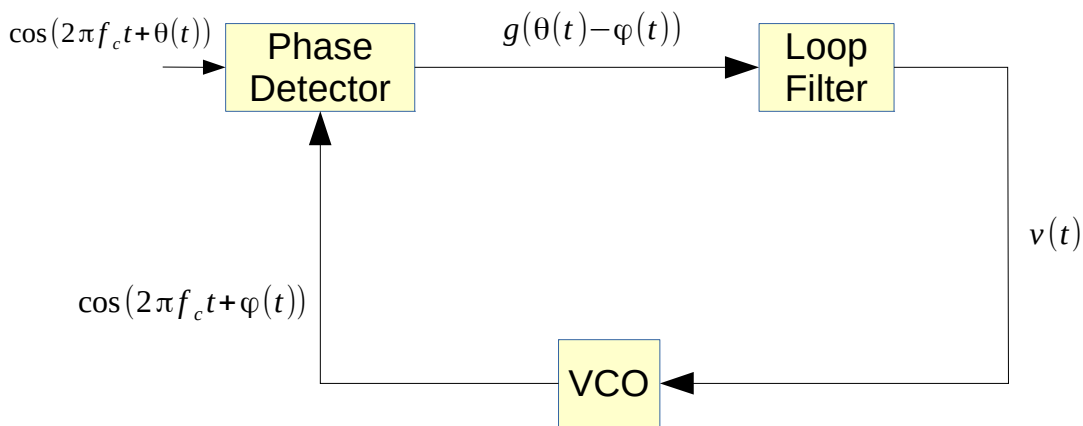 cos(2πf_c t+θ(t))
Phase
Detector
g(θ(t)−φ(t))
Loop
Filter
v(t)
cos(2πf_c t+φ(t))
VCO